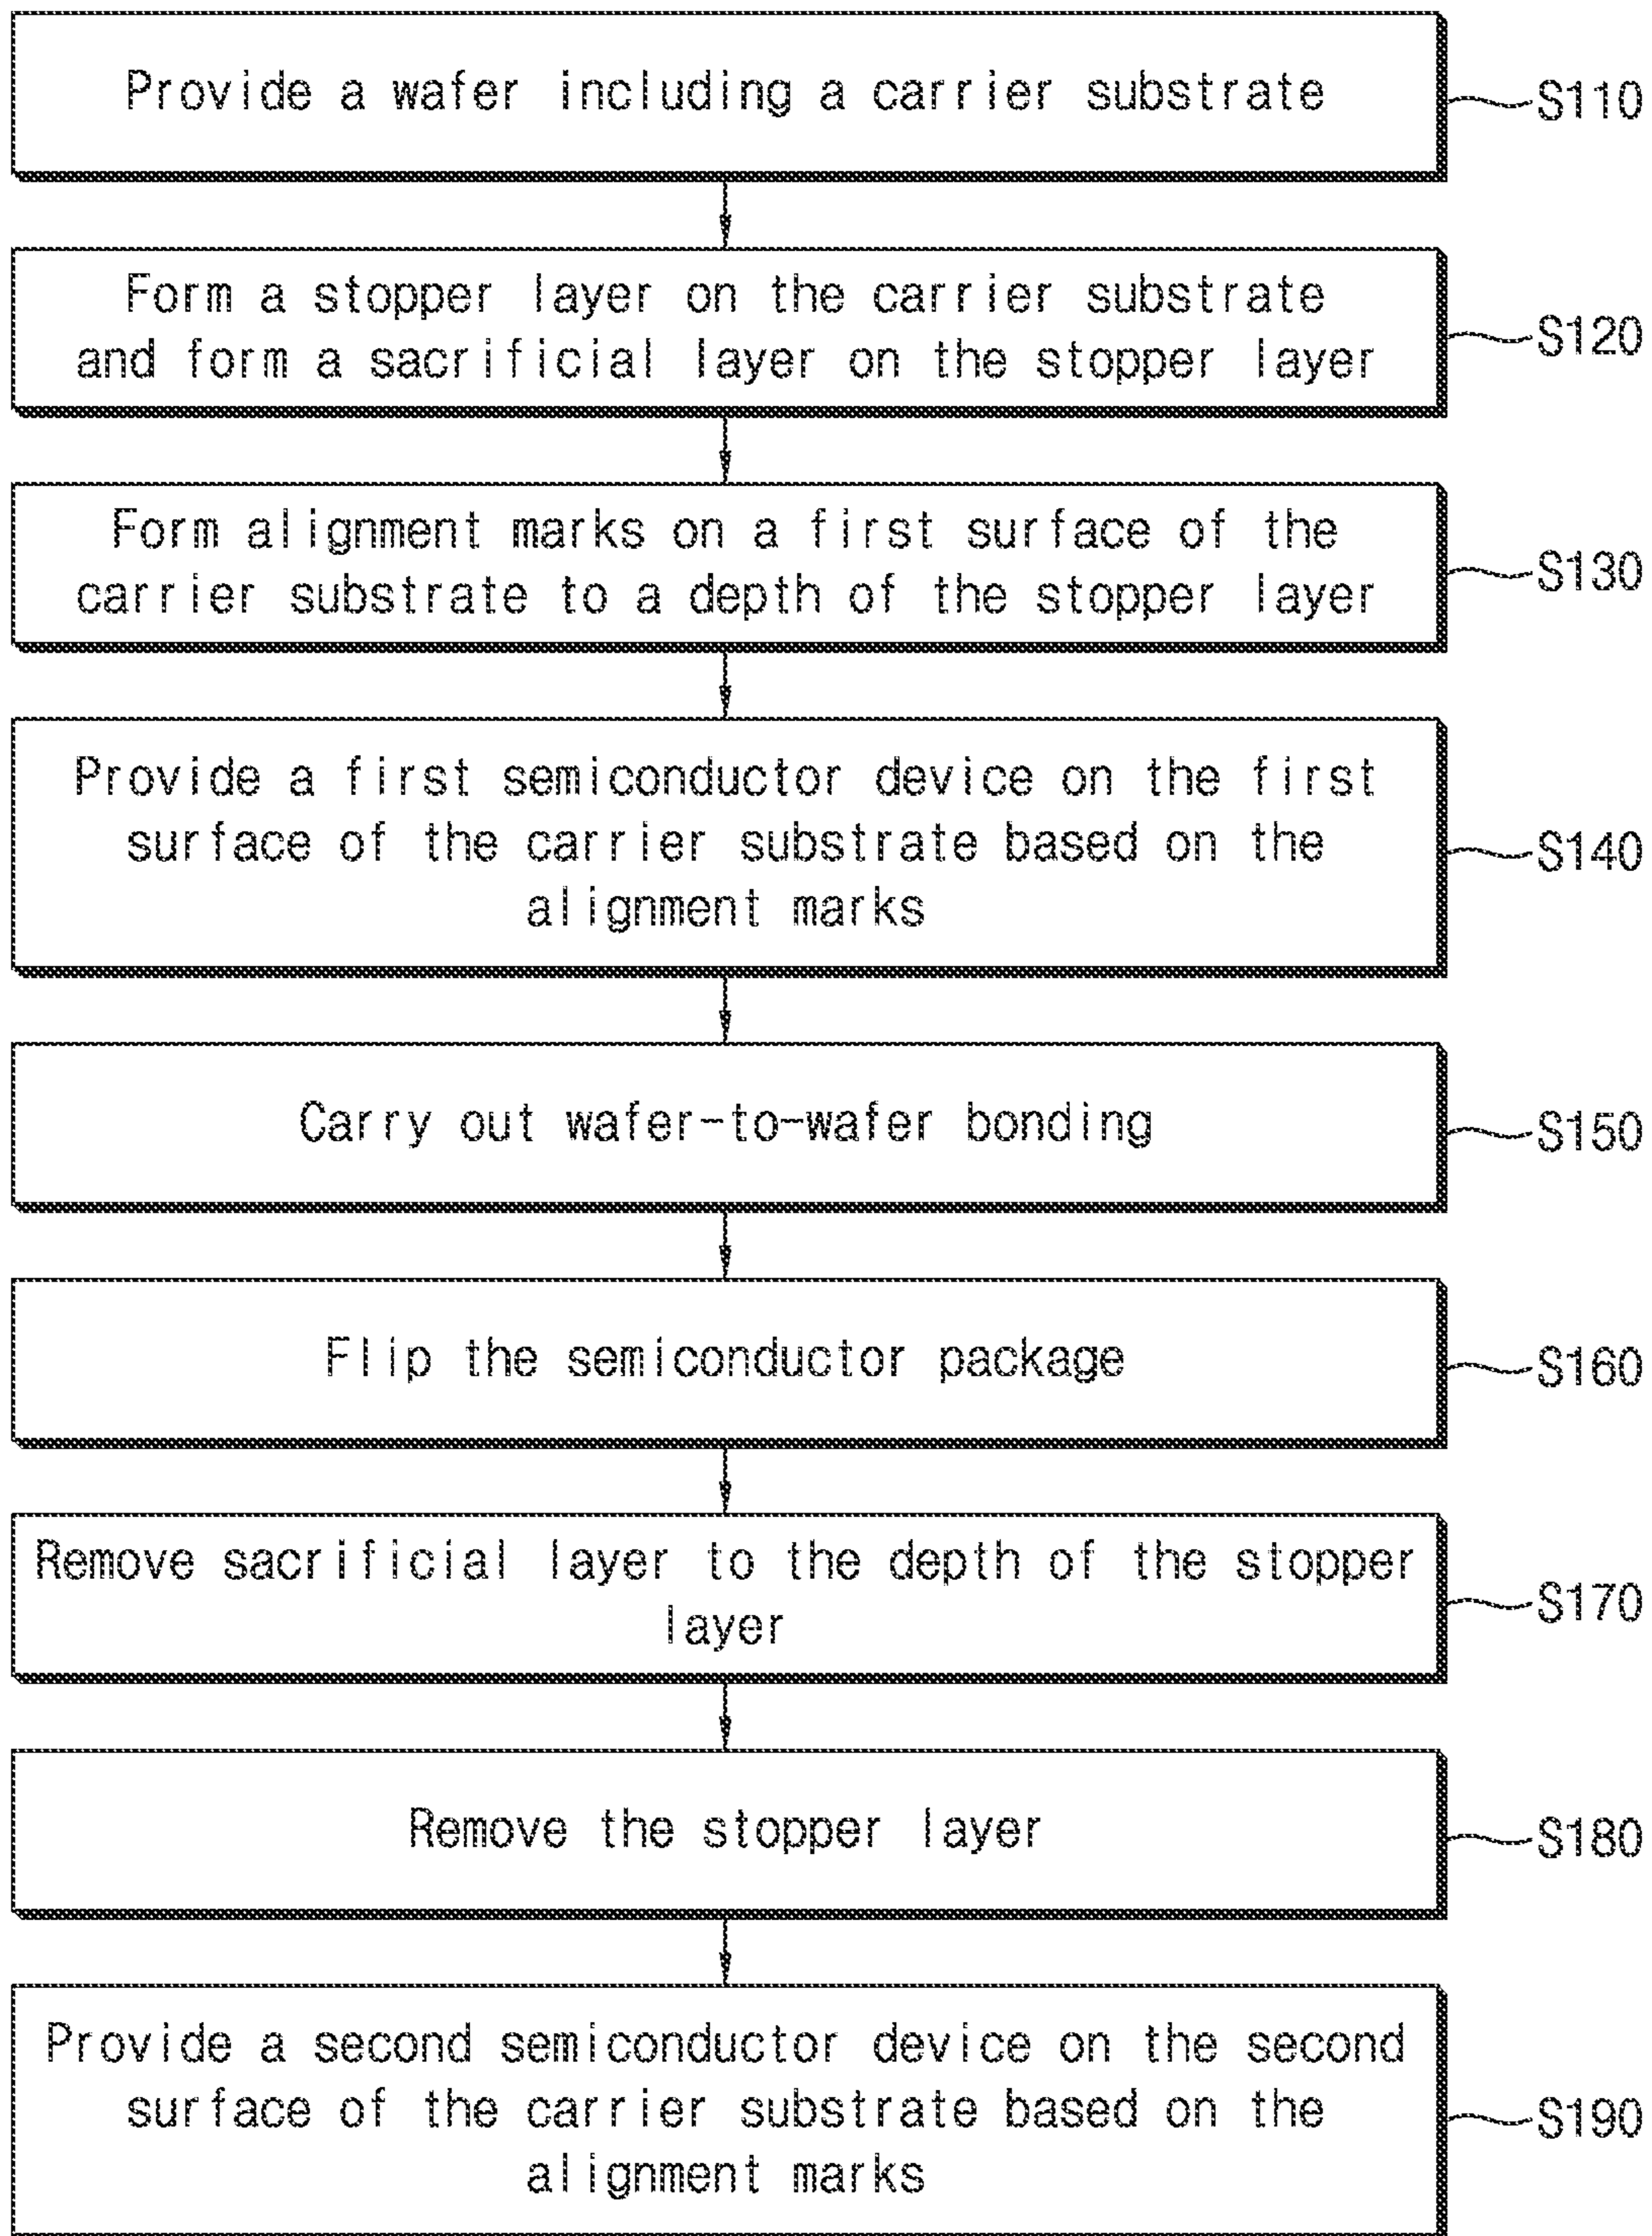 Provide a wafer including a carrier substrate
S110
Form a stopper layer on the carrier substrate
and form a sacrificial layer on the stopper layer
S120
Form alignment marks on a first surface of the
carrier substrate to a depth of the stopper layer
S130
Provide a first semiconductor device on the first
surface of the carrier substrate based on the
alignment marks
S140
Carry out wafer-to-wafer bonding
S150
Flip the semiconductor package
S160
Remove sacrificial layer to the depth of the stopper
layer
S170
Remove the stopper layer
S180
Provide a second semiconductor device on the second
surface of the carrier substrate based on the
alignment marks
S190